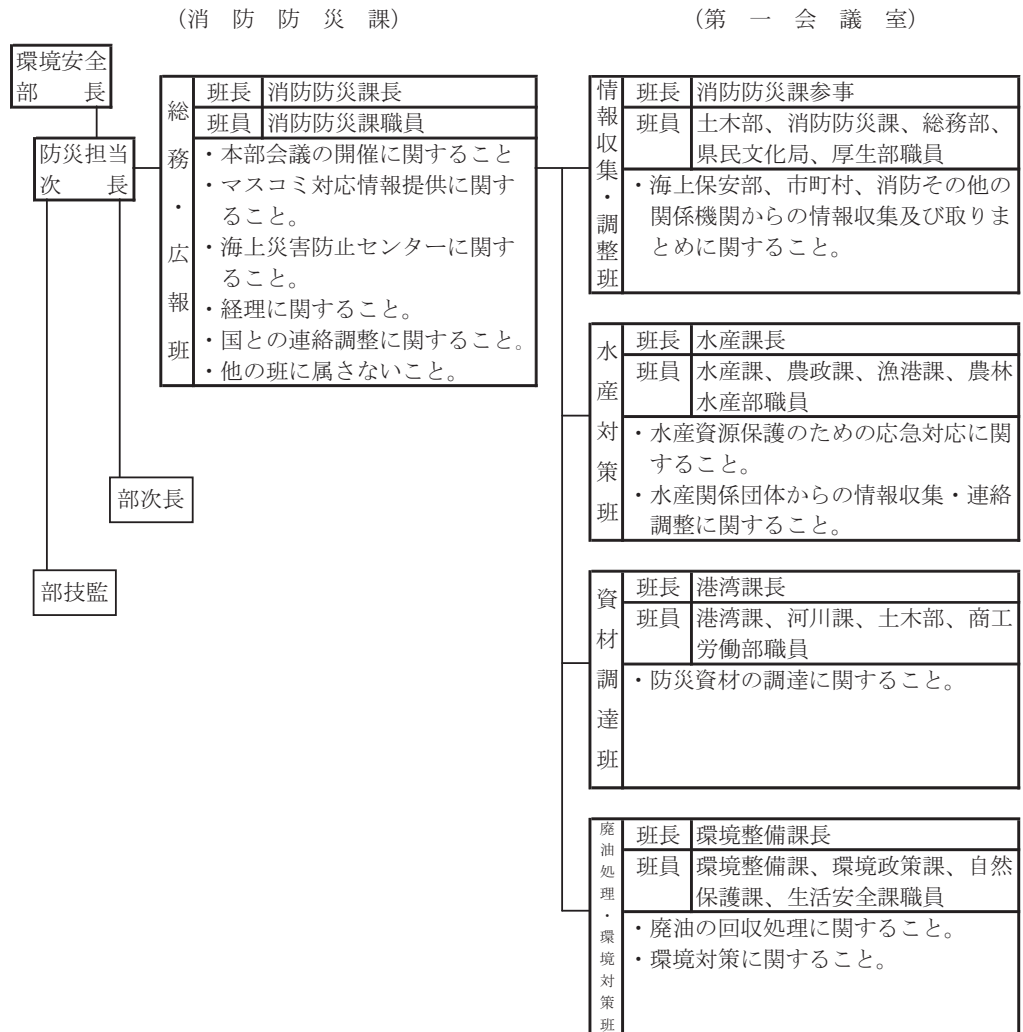 （消　防　防　災　課）
（第　一　会　議　室）
環境安全
部　　長
防災担当
次　　長
部次長
部技監
総務・広報班
班長 消防防災課長
班員 消防防災課職員
・本部会議の開催に関すること
・マスコミ対応情報提供に関す
ること。
・海上災害防止センターに関す
ること。
・経理に関すること。
・国との連絡調整に関すること。
・他の班に属さないこと。
情報収集・調整班
班長 消防防災課参事
班員 土木部、消防防災課、総務部、
県民文化局、厚生部職員
・海上保安部、市町村、消防その他の
関係機関からの情報収集及び取りま
とめに関すること。
水産対策班
班長 水産課長
班員 水産課、農政課、漁港課、農林
水産部職員
・水産資源保護のための応急対応に関
すること。
・水産関係団体からの情報収集・連絡
調整に関すること。
資材調達班
班長 港湾課長
班員 港湾課、河川課、土木部、商工
労働部職員
・防災資材の調達に関すること。
廃油処理・環境対策班
班長 環境整備課長
班員 環境整備課、環境政策課、自然
保護課、生活安全課職員
・廃油の回収処理に関すること。
・環境対策に関すること。